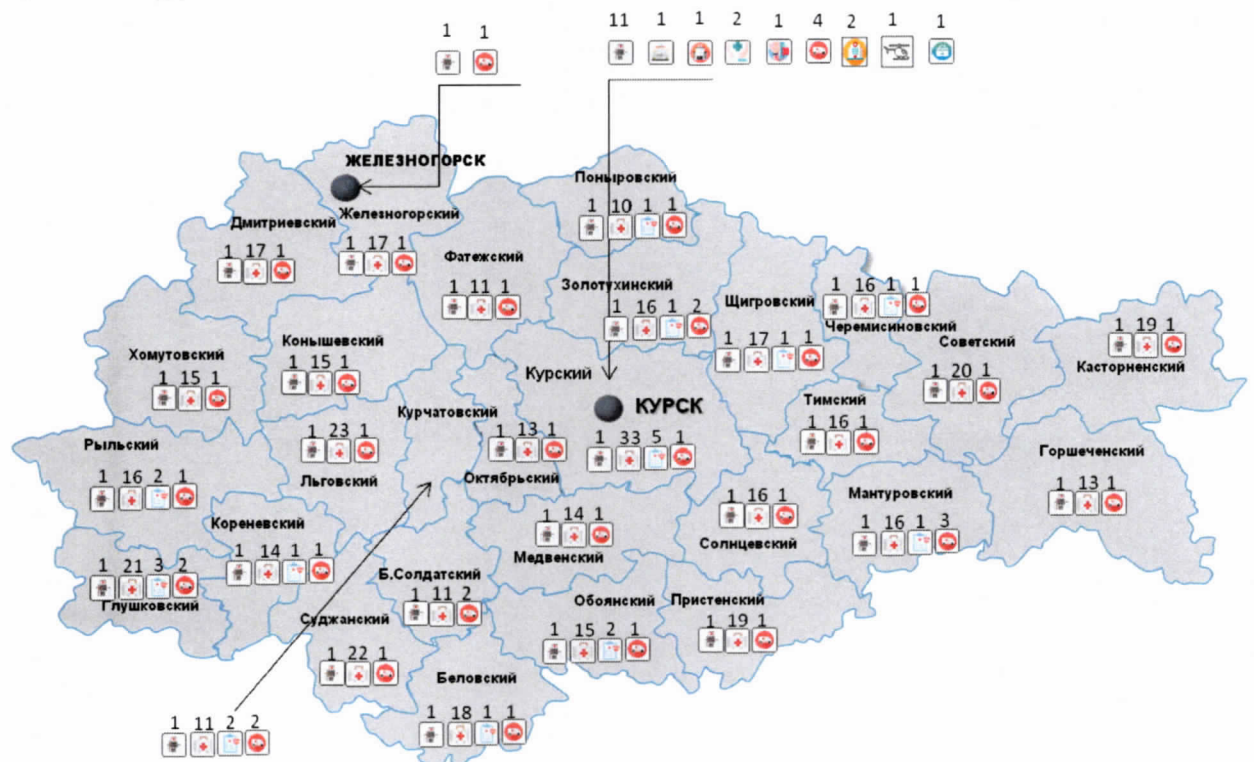 1 1
11 1 1 2 1 4 2 1 1
ЖЕЛЕЗНОГОРСК
Поныровский
1 10 1 1
Дмитриевский
1 17 1
Железногорский
1 17 1
Фатежский
1 11 1
Золотухинский
1 16 1 2
Щигровский
1 17 1 1
1 16 1 1
Черемисиновский
Советский
1 20 1
1 19 1
Касторненский
Хомутовский
1 15 1
Конышевский
1 15 1
Курский
КУРСК
1 33 5 1
Курчатовский
Тимский
1 16 1
Рыльский
1 16 2 1
1 23 1
Льговский
1 13 1
Октябрьский
Горшеченский
1 13 1
Мантуровский
1 16 1 3
1 16 1
Солнцевский
Кореневский
1 14 1 1
1 14 1
Медвенский
1 21 3 2
Глушковский
Б.Солдатский
1 11 2
Обоянский
1 15 2 1
Пристенский
1 19 1
Суджанский
1 22 1
Беловский
1 18 1 1
1 11 2 2